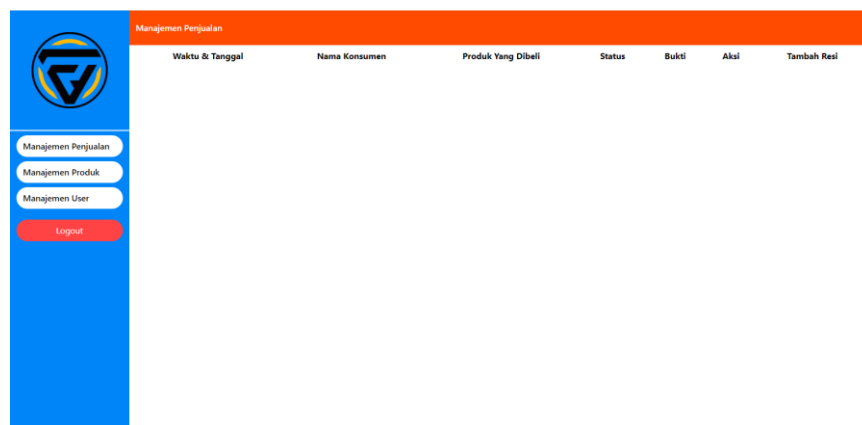 Manajemen Penjualan
Waktu & Tanggal Nama Konsumen Produk Yang Dibeli Status Bukti Aksi Tambah Resi
Manajemen Penjualan
Manajemen Produk
Manajemen User
Logout